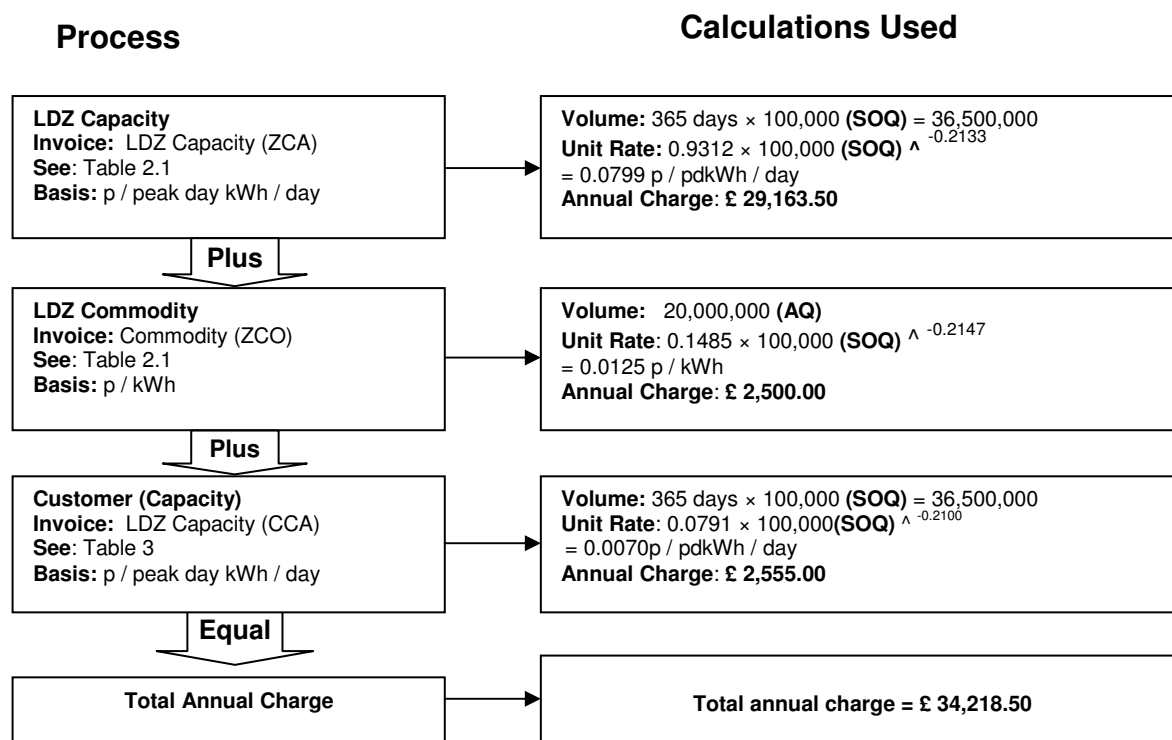 Process
Calculations Used
LDZ Capacity
Invoice: LDZ Capacity (ZCA)
See: Table 2.1
Basis: p / peak day kWh / day
Volume: 365 days × 100,000 (SOQ) = 36,500,000
Unit Rate: 0.9312 × 100,000 (SOQ) ^ -0.2133
= 0.0799 p / pdkWh / day
Annual Charge: £ 29,163.50
Plus
LDZ Commodity
Invoice: Commodity (ZCO)
See: Table 2.1
Basis: p / kWh
Volume: 20,000,000 (AQ)
Unit Rate: 0.1485 × 100,000 (SOQ) ^ -0.2147
= 0.0125 p / kWh
Annual Charge: £ 2,500.00
Plus
Customer (Capacity)
Invoice: LDZ Capacity (CCA)
See: Table 3
Basis: p / peak day kWh / day
Volume: 365 days × 100,000 (SOQ) = 36,500,000
Unit Rate: 0.0791 × 100,000(SOQ) ^ -0.2100
= 0.0070p / pdkWh / day
Annual Charge: £ 2,555.00
Equal
Total Annual Charge
Total annual charge = £ 34,218.50